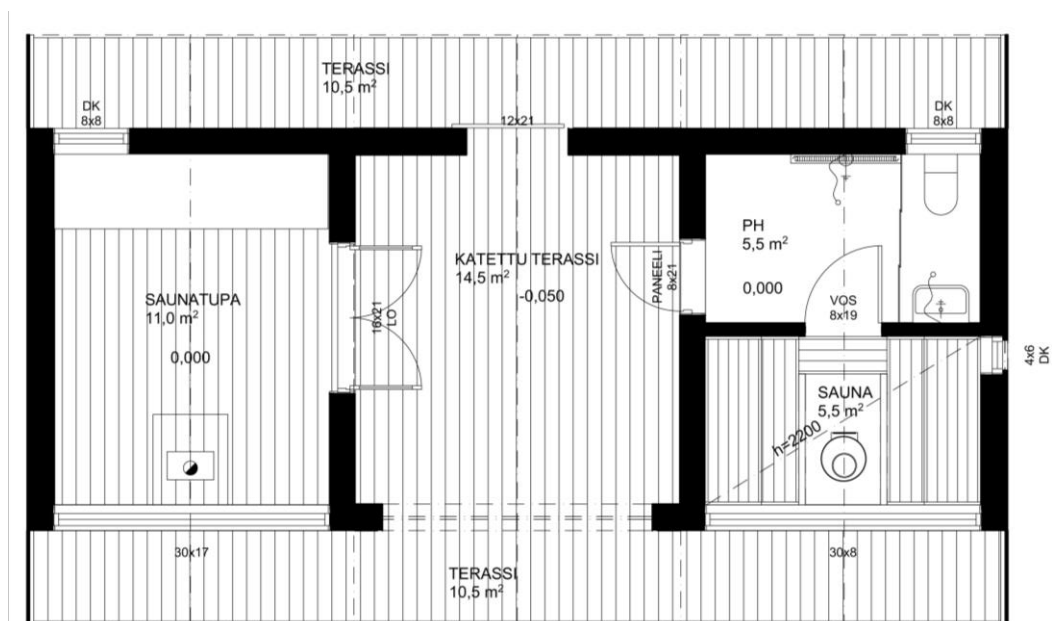 TERASSI
10,5 m²
DK
8x8
12x21
DK
8x8
PH
5,5 m²
0,000
KATETTU TERASSI
14,5 m²
-0,050
PANEELI
8x21
SAUNATUPA
11,0 m²
0,000
16x21
LO
VOS
8x19
4x6
DK
SAUNA
5,5 m²
h=2200
30x17
30x8
TERASSI
10,5 m²